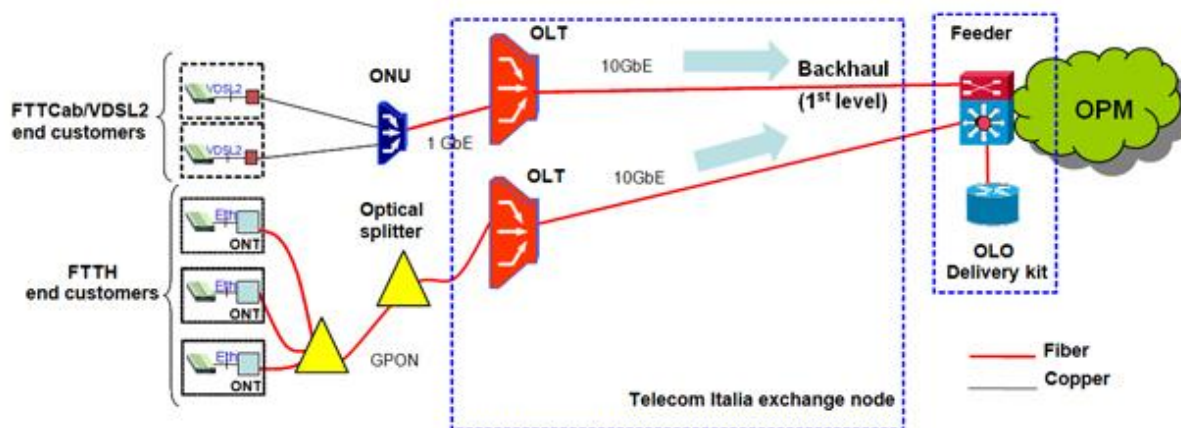 OLT
Feeder
ONU
10GbE
Backhaul
(1st level)
OPM
FTTCab/VDSL2
end customers
VDSL2
VDSL2
1 GbE
OLT
10GbE
Optical
splitter
OLO
Delivery kit
FTTH
end customers
Eth
ONT
Eth
ONT
Eth
ONT
GPON
Fiber
Copper
Telecom Italia exchange node